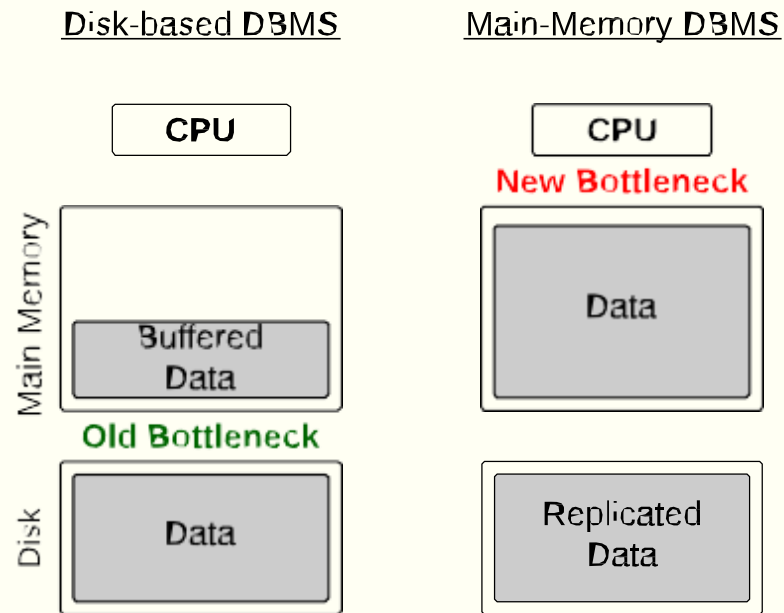 Disk-based DBMS
Main-Memory DBMS
CPU
CPU
New Bottleneck
Main Memory
Buffered
Data
Data
Old Bottleneck
Disk
Data
Replicated
Data